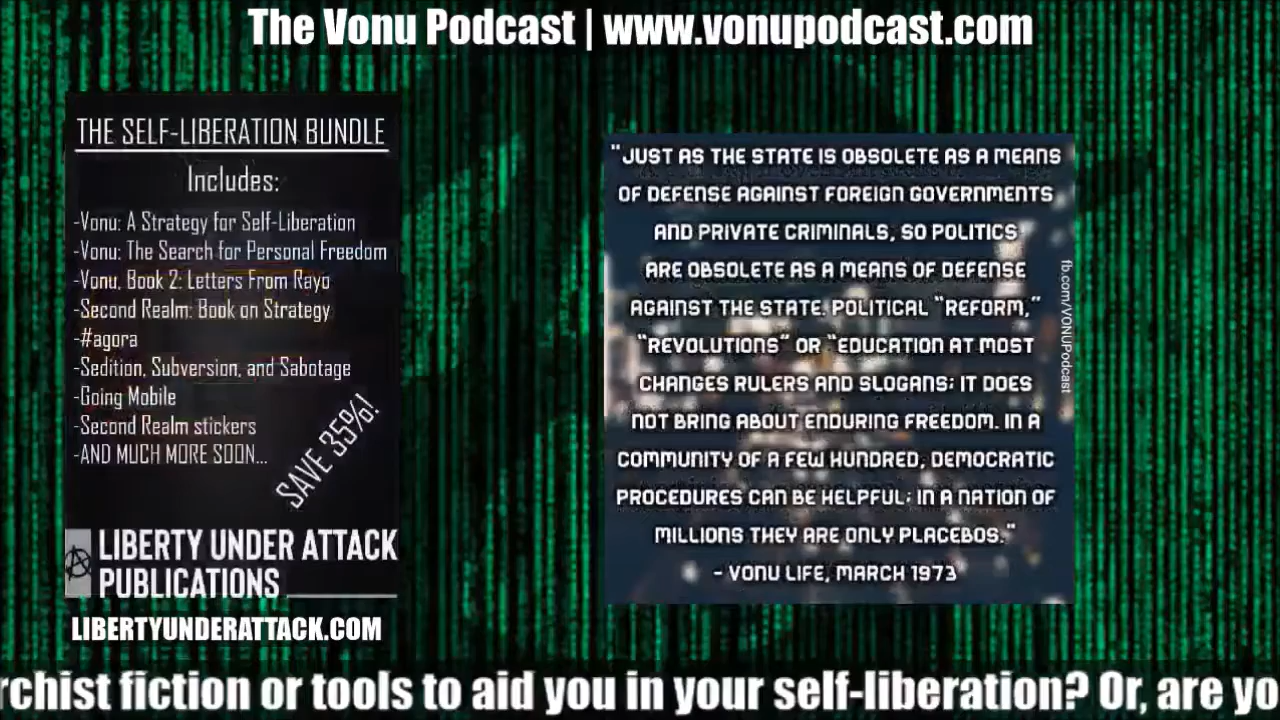 The Vonu Podcast | www.vonupodcast.com
THE SELF-LIBERATION BUNDLE
Includes:
-Vonu: A Strategy for Self-Liberation
-Vonu: The Search for Personal Freedom
-Vonu, Book 2: Letters From Rayo
-Second Realm: Book on Strategy
-#agora
-Sedition, Subversion, and Sabotage
-Going Mobile
-Second Realm stickers
-AND MUCH MORE SOON...
SAVE 35%!
LIBERTY UNDER ATTACK
PUBLICATIONS
LIBERTYUNDERATTACK.COM
"JUST AS THE STATE IS OBSOLETE AS A MEANS
OF DEFENSE AGAINST FOREIGN GOVERNMENTS
AND PRIVATE CRIMINALS, SO POLITICS
ARE OBSOLETE AS A MEANS OF DEFENSE
AGAINST THE STATE. POLITICAL "REFORM,"
"REVOLUTIONS" OR "EDUCATION AT MOST
CHANGES RULERS AND SLOGANS; IT DOES
NOT BRING ABOUT ENDURING FREEDOM. IN A
COMMUNITY OF A FEW HUNDRED, DEMOCRATIC
PROCEDURES CAN BE HELPFUL; IN A NATION OF
MILLIONS THEY ARE ONLY PLACEBOS."
- VONU LIFE, MARCH 1973
fb.com/VONUPodcast
rchist fiction or tools to aid you in your self-liberation? Or, are yo